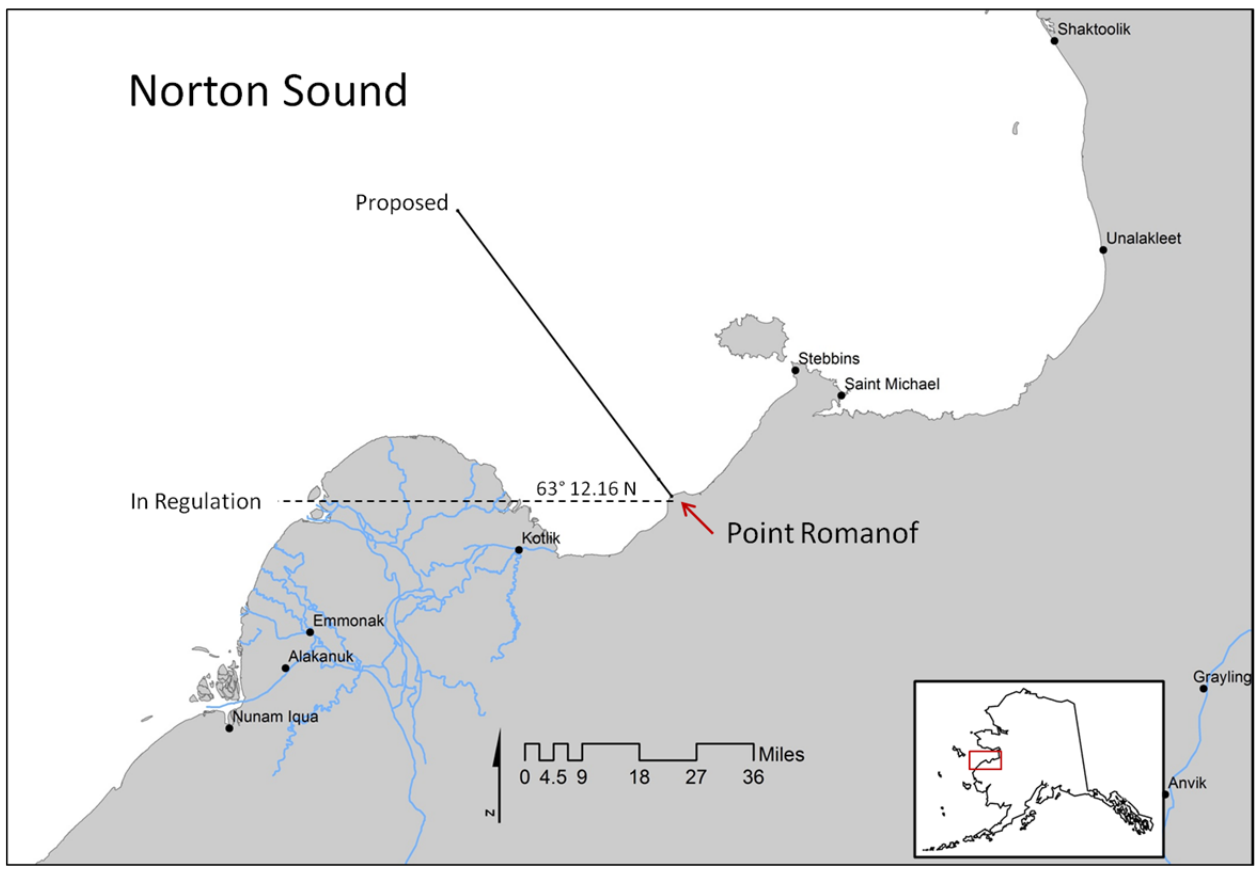 Shaktoolik
Norton Sound
Proposed
Unalakleet
Stebbins
Saint Michael
63° 12.16 N
In Regulation
Point Romanof
Kotlik
Emmonak
Alakanuk
Grayling
Nunam Iqua
Miles
0 4.5 9 18 27 36
Anvik
N